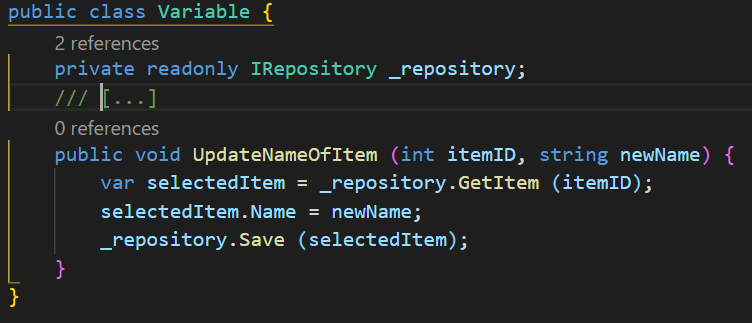 public class Variable {
2 references
private readonly IRepository _repository;
/// [...]
0 references
public void UpdateNameOfItem (int itemID, string newName) {
var selectedItem = _repository.GetItem (itemID);
selectedItem.Name = newName;
_repository.Save (selectedItem);
}
}